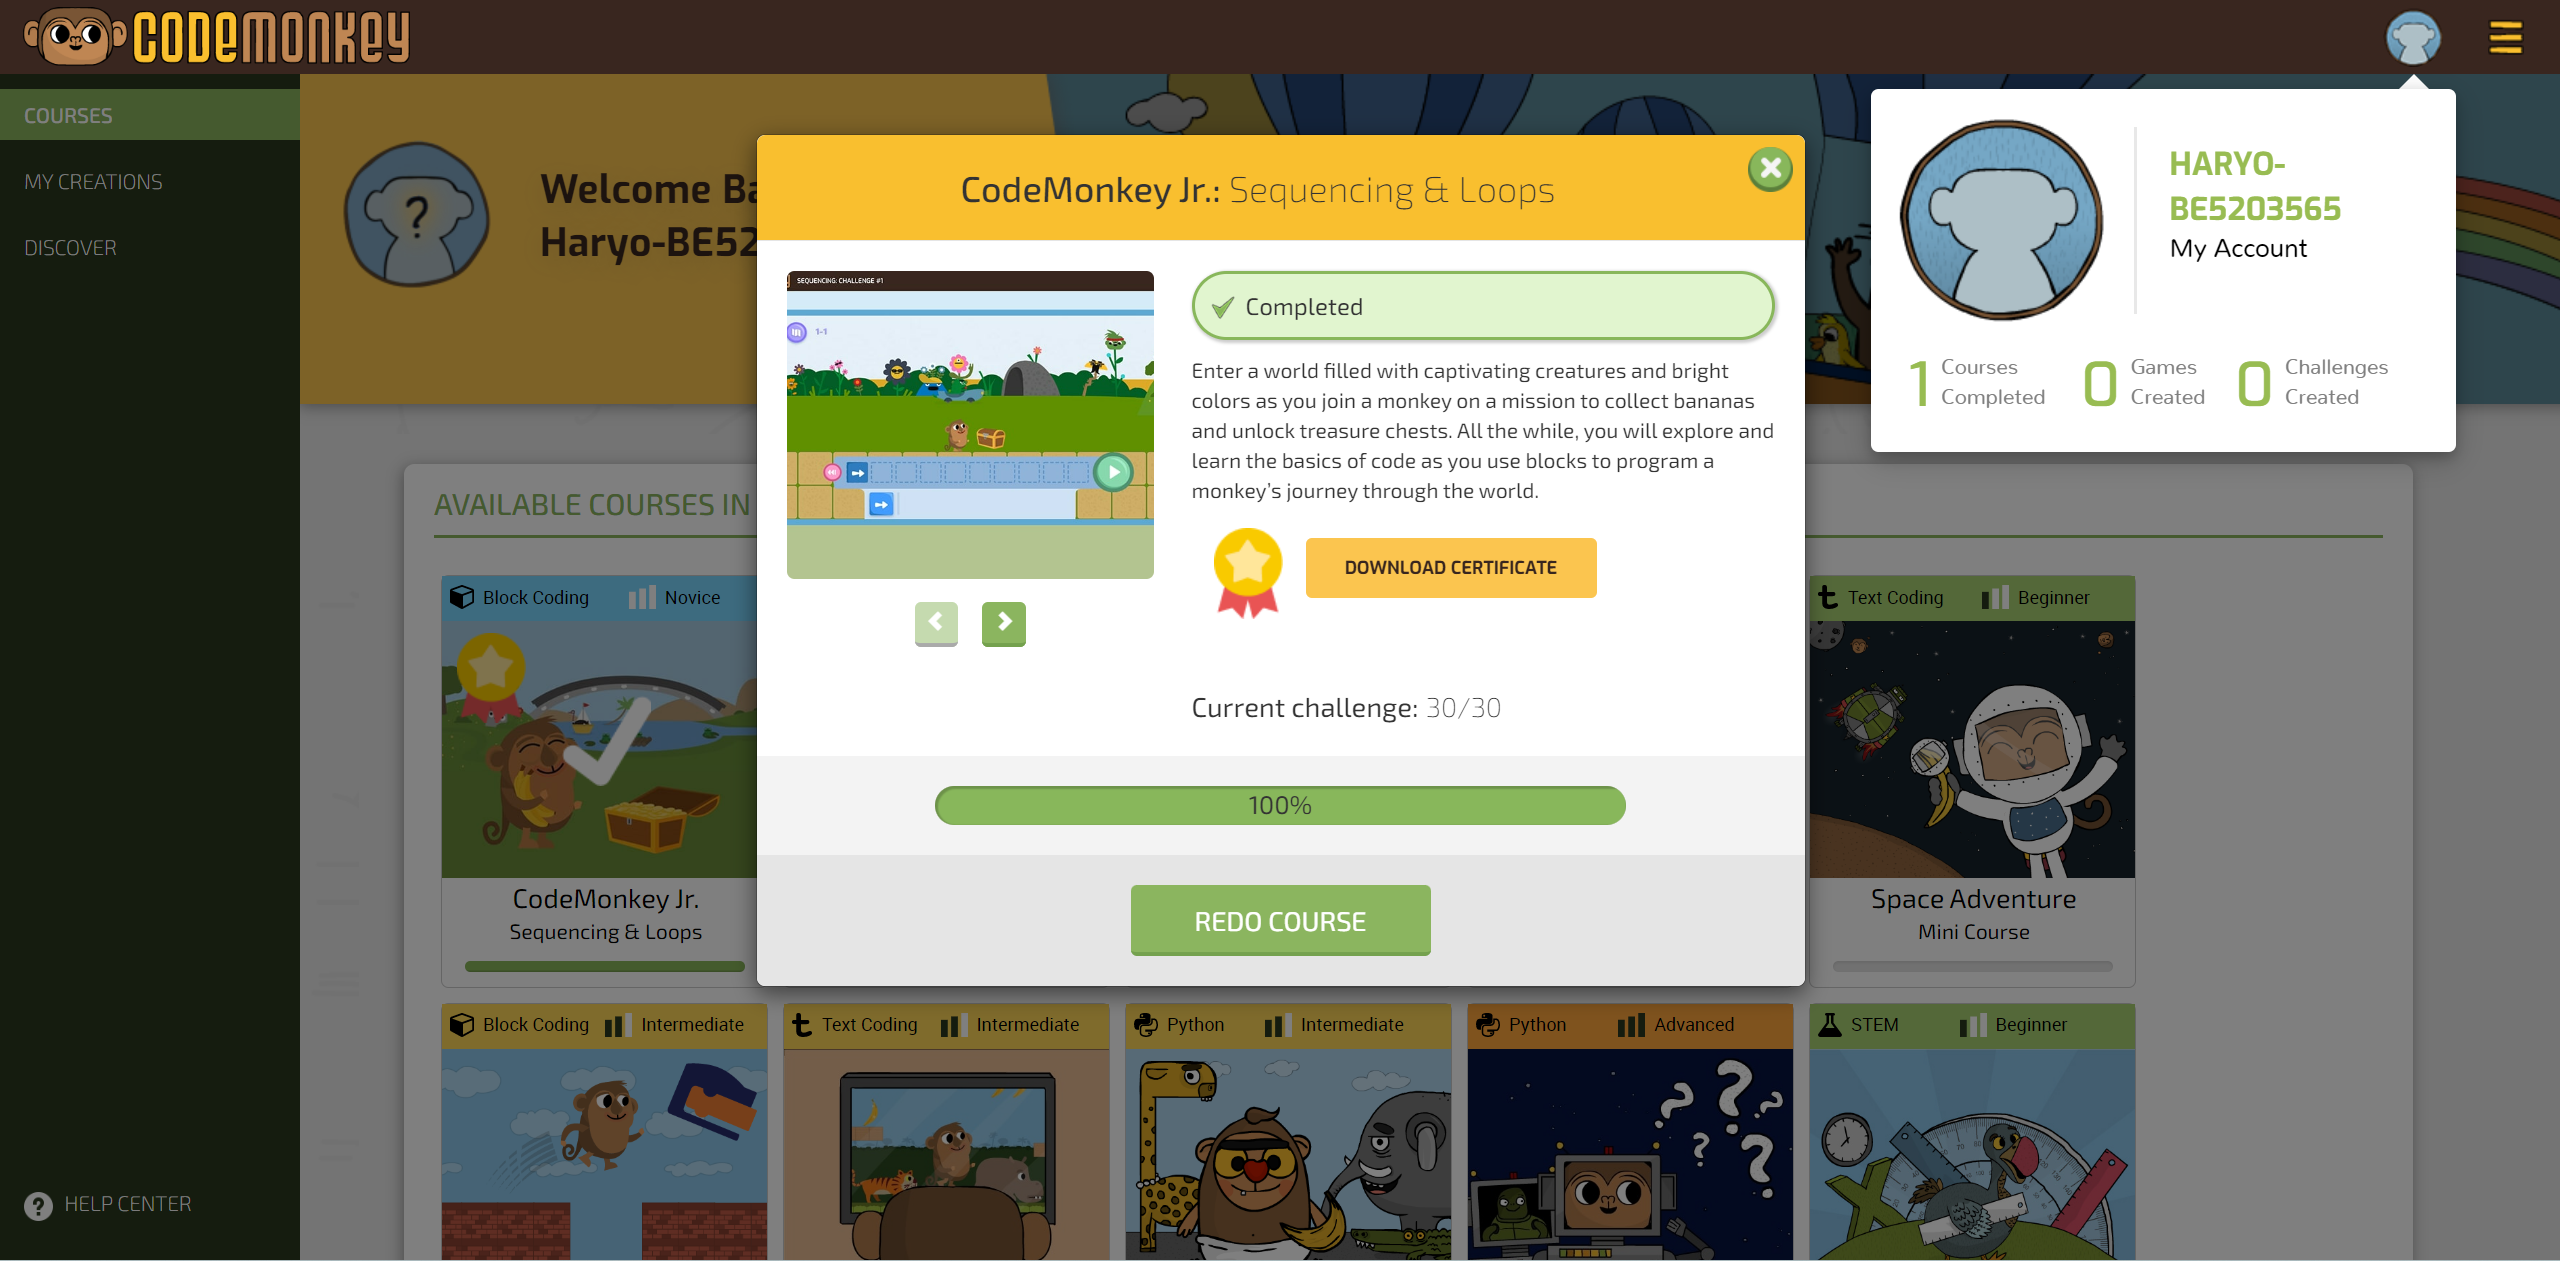 CODEMONKEY
COURSES
MY CREATIONS
DISCOVER
HELP CENTER
Welcome Ba
Haryo-BE52
HARYO-
BE5203565
My Account
1 Courses Completed
0 Games Created
0 Challenges Created
CodeMonkey Jr.: Sequencing & Loops
SEQUENCING: CHALLENGE #1
1-1
Completed
Enter a world filled with captivating creatures and bright
colors as you join a monkey on a mission to collect bananas
and unlock treasure chests. All the while, you will explore and
learn the basics of code as you use blocks to program a
monkey's journey through the world.
DOWNLOAD CERTIFICATE
Current challenge: 30/30
100%
REDO COURSE
AVAILABLE COURSES IN
Block Coding Novice
CodeMonkey Jr.
Sequencing & Loops
Text Coding Beginner
Space Adventure
Mini Course
Block Coding Intermediate
Text Coding Intermediate
Python Intermediate
Python Advanced
STEM Beginner